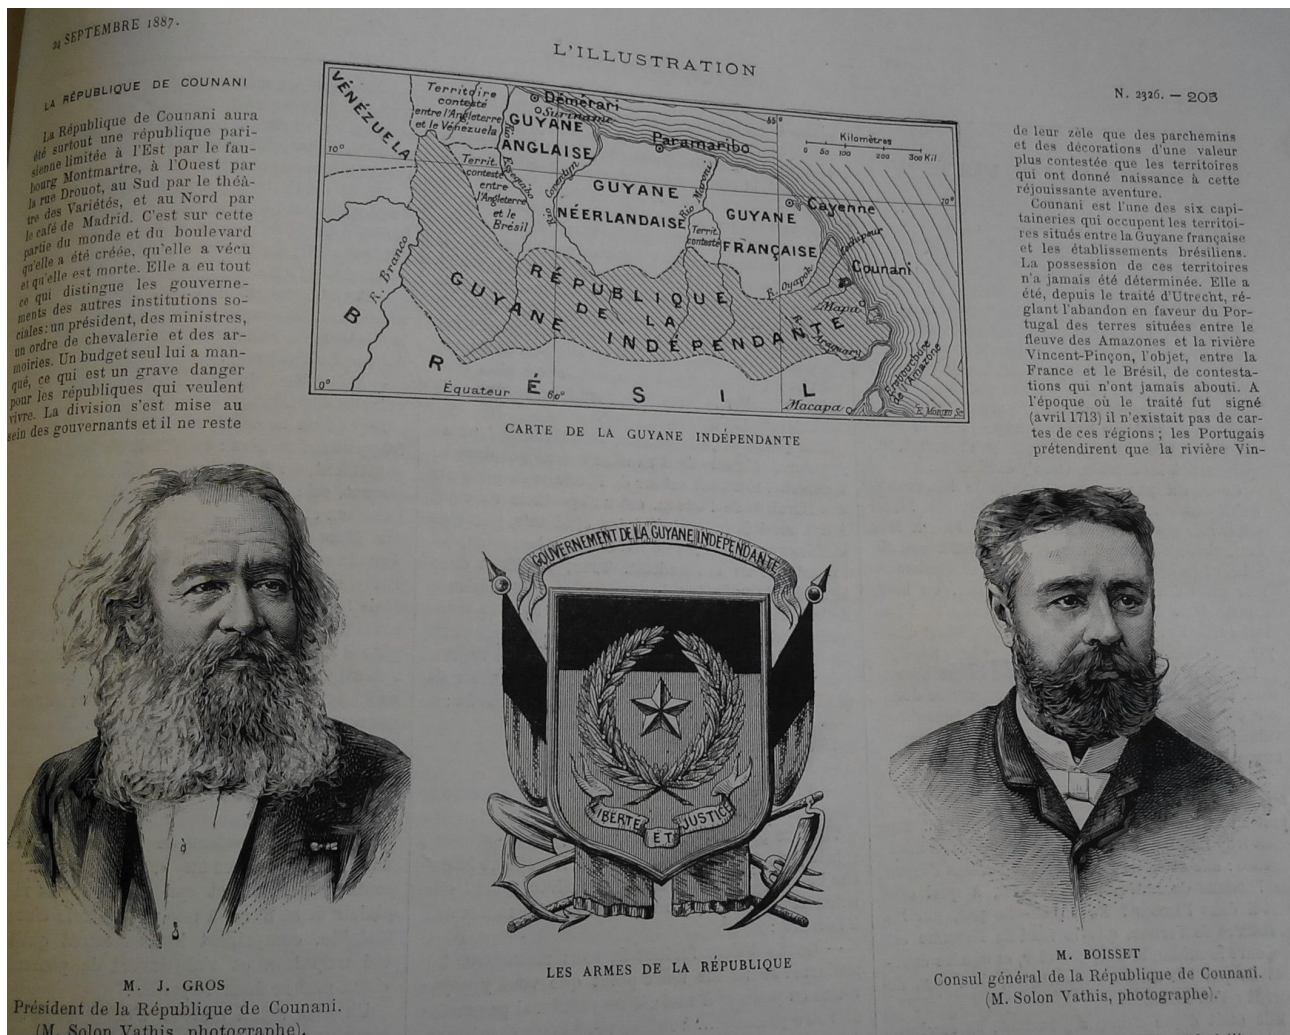 24 SEPTEMBRE 1887.
L'ILLUSTRATION
N. 2326. — 203
LA RÉPUBLIQUE DE COUNANI
La République de Counani aura
été surtout une république pari-
sienne limitée à l'Est par le fau-
bourg Montmartre, à l'Ouest par
la rue Drouot, au Sud par le théâ-
tre des Variétés, et au Nord par
le café de Madrid. C'est sur cette
partie du monde et du boulevard
qu'elle a été créée, qu'elle a vécu
et qu'elle est morte. Elle a eu tout
ce qui distingue les gouverne-
ments des autres institutions so-
ciales: un président, des ministres,
un ordre de chevalerie et des ar-
moiries. Un budget seul lui a man-
qué, ce qui est un grave danger
pour les républiques qui veulent
vivre. La division s'est mise au
sein des gouvernants et il ne reste
VÉNÉZUELA
Territoire
contesté
entre l'Angleterre
et le Vénézuela
Démérari
Suriname
GUYANE
ANGLAISE
Essequibo
Territ.
contesté
entre
l'Angleterre
et le
Brésil
Rio Corentyn
Paramaribo
GUYANE
NÉERLANDAISE
Rio Maroni
Territ.
contesté
GUYANE
FRANÇAISE
Cayenne
Counani
R. Oyapok
Mapa
R. Araguary
Embouchure
de l'Amazone
Macapa
R. Branco
RÉPUBLIQUE
DE LA
GUYANE INDÉPENDANTE
BRÉSIL
Équateur
10°
0°
60°
55°
10°
Kilomètres
0 50 100 200 300 Kil.
E. Morieu Sc.
CARTE DE LA GUYANE INDÉPENDANTE
de leur zèle que des parchemins
et des décorations d'une valeur
plus contestée que les territoires
qui ont donné naissance à cette
réjouissante aventure.
Counani est l'une des six capi-
taineries qui occupent les territoi-
res situés entre la Guyane française
et les établissements brésiliens.
La possession de ces territoires
n'a jamais été déterminée. Elle a
été, depuis le traité d'Utrecht, ré-
glant l'abandon en faveur du Por-
tugal des terres situées entre le
fleuve des Amazones et la rivière
Vincent-Pinçon, l'objet, entre la
France et le Brésil, de contesta-
tions qui n'ont jamais abouti. A
l'époque où le traité fut signé
(avril 1713) il n'existait pas de car-
tes de ces régions ; les Portugais
prétendirent que la rivière Vin-
M. J. GROS
Président de la République de Counani.
(M. Solon Vathis, photographe).
GOUVERNEMENT DE LA GUYANE INDÉPENDANTE
LIBERTÉ ET JUSTICE
LES ARMES DE LA RÉPUBLIQUE
M. BOISSET
Consul général de la République de Counani.
(M. Solon Vathis, photographe).